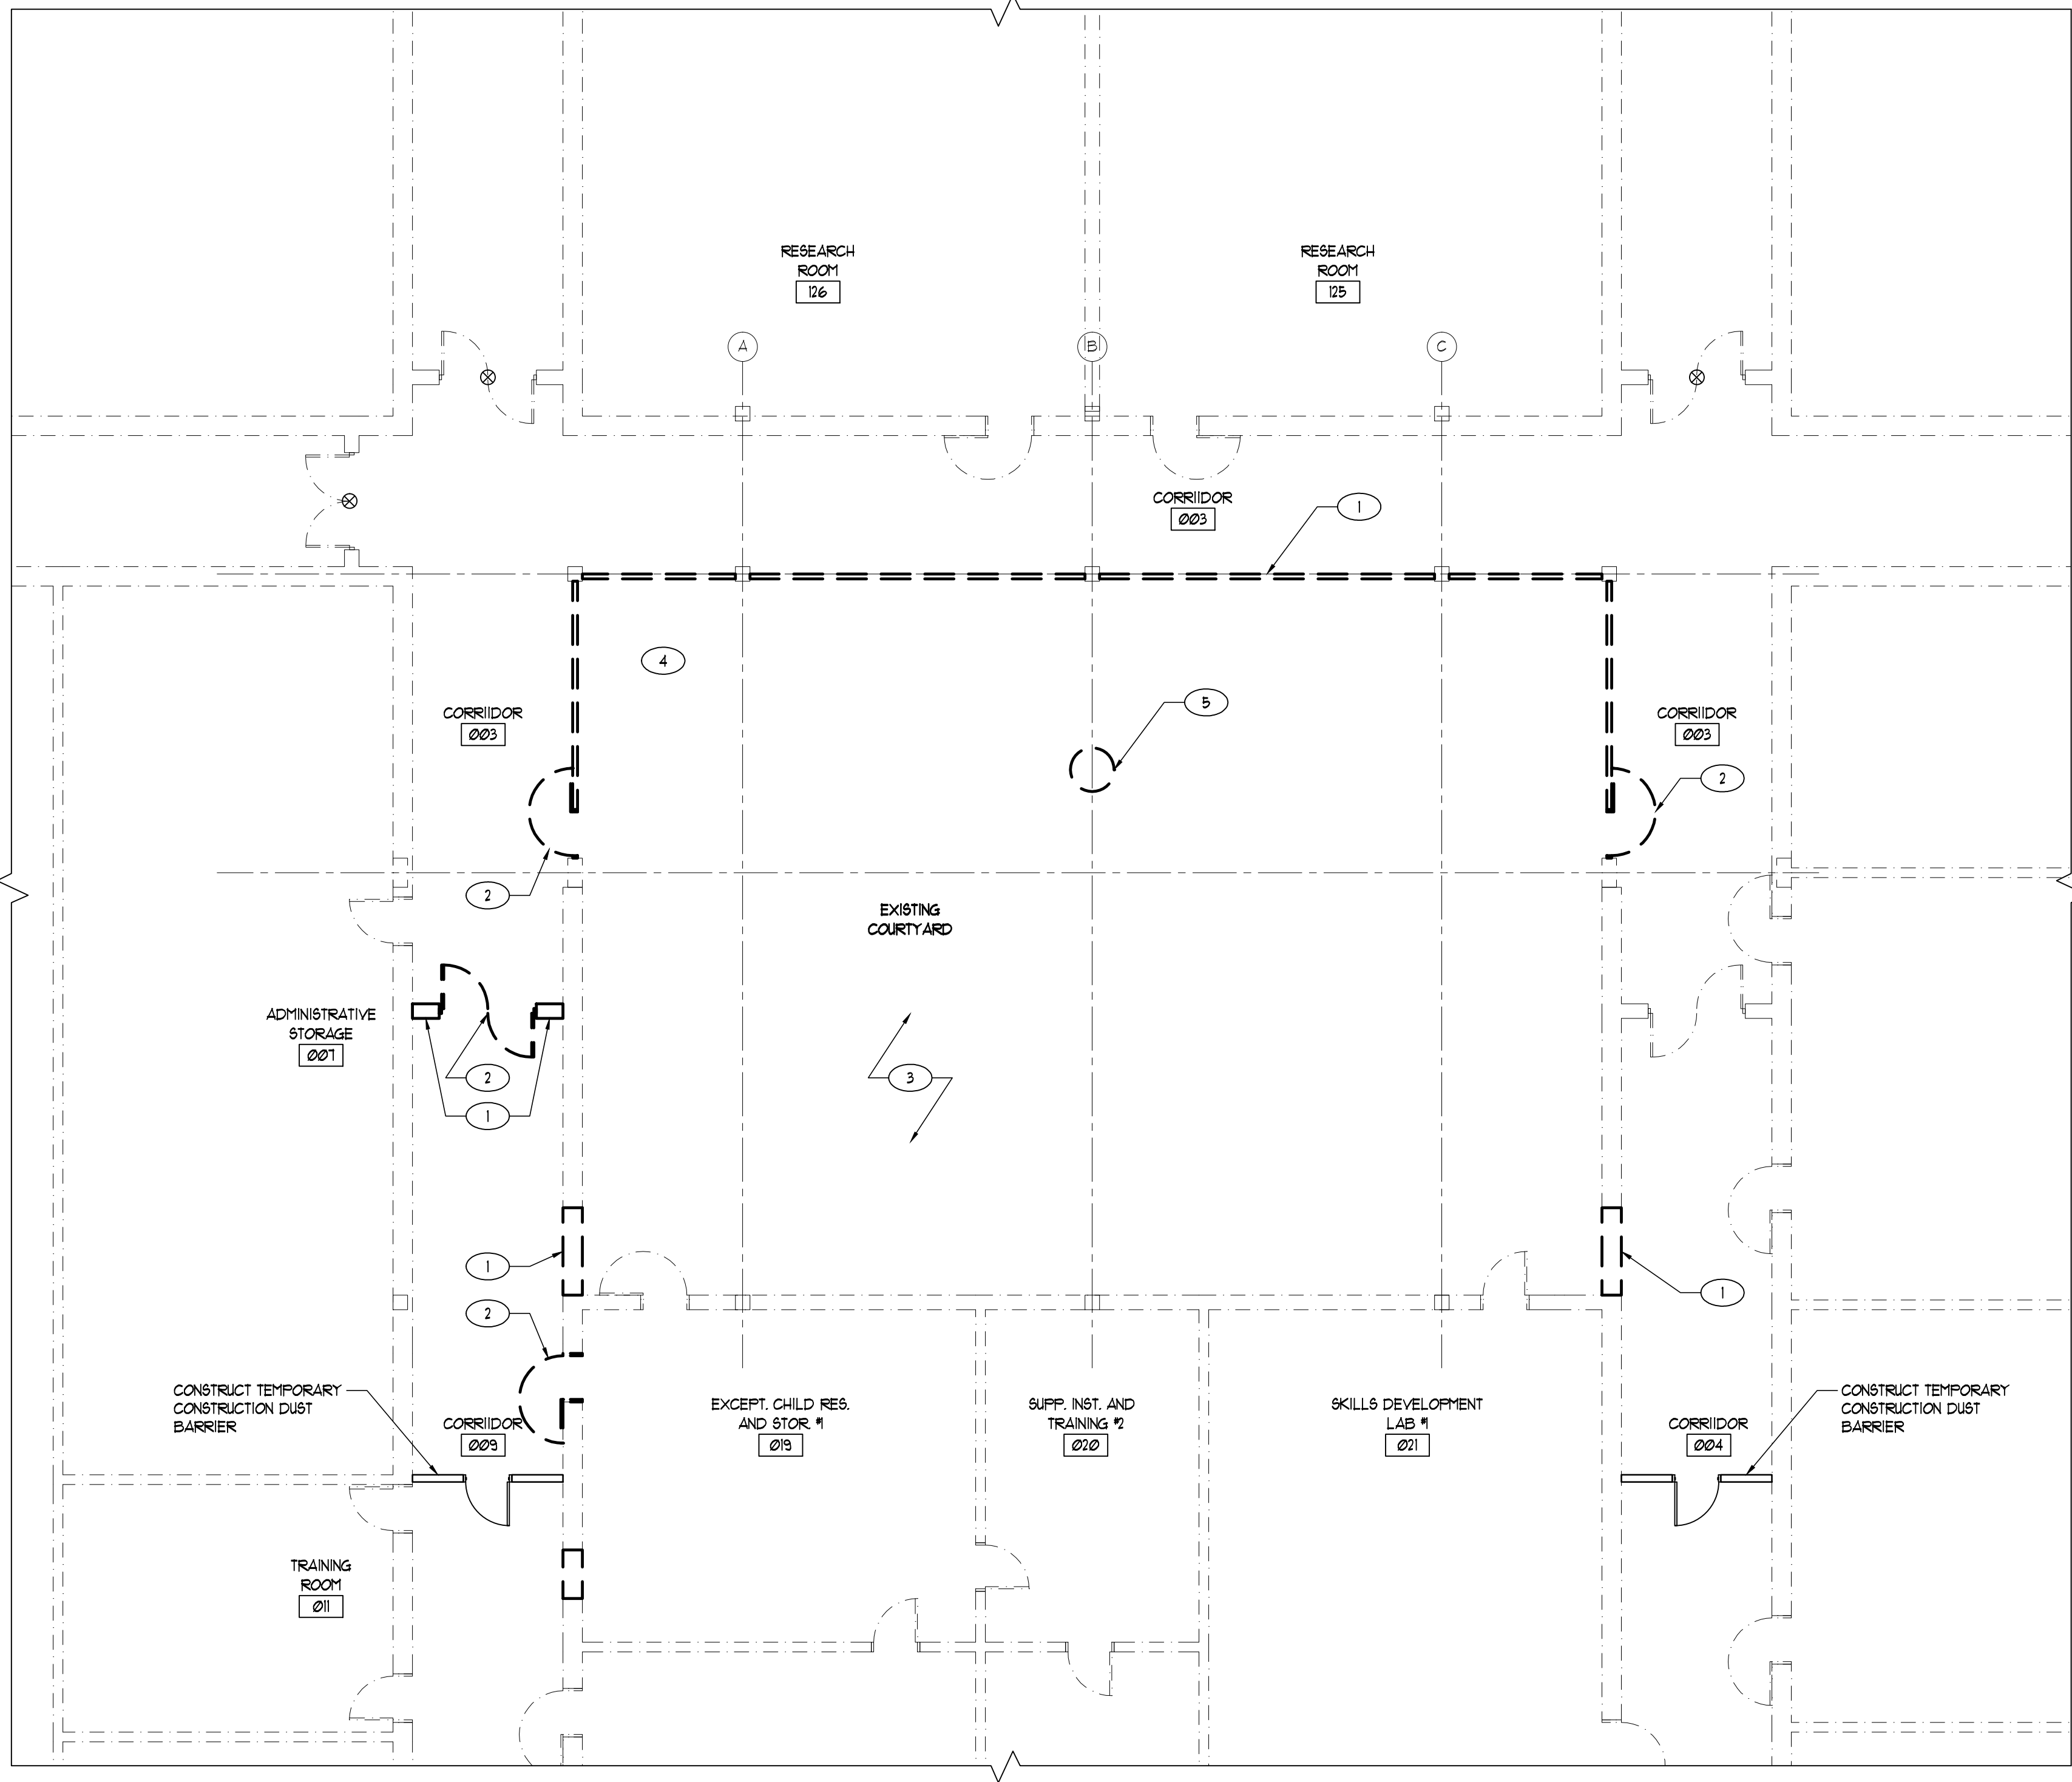 RESEARCH
ROOM
126
RESEARCH
ROOM
125
A
B
C
CORRIIDOR
003
1
4
5
CORRIIDOR
003
CORRIIDOR
003
2
2
EXISTING
COURTYARD
ADMINISTRATIVE
STORAGE
007
2
1
3
1
2
1
CONSTRUCT TEMPORARY
CONSTRUCTION DUST
BARRIER
CORRIIDOR
009
EXCEPT. CHILD RES.
AND STOR. #1
019
SUPP. INST. AND
TRAINING #2
020
SKILLS DEVELOPMENT
LAB #1
021
CORRIIDOR
004
CONSTRUCT TEMPORARY
CONSTRUCTION DUST
BARRIER
TRAINING
ROOM
011